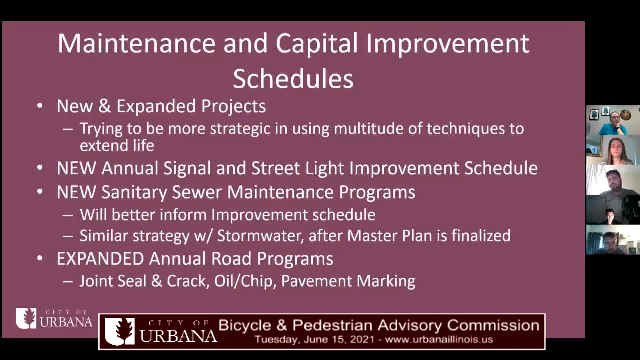 Maintenance and Capital Improvement
Schedules
• New & Expanded Projects
– Trying to be more strategic in using multitude of techniques to
extend life
• NEW Annual Signal and Street Light Improvement Schedule
• NEW Sanitary Sewer Maintenance Programs
– Will better inform Improvement schedule
– Similar strategy w/ Stormwater, after Master Plan is finalized
• EXPANDED Annual Road Programs
– Joint Seal & Crack, Oil/Chip, Pavement Marking
CITY OF
URBANA
CITY OF
URBANA
Bicycle & Pedestrian Advisory Commission
Tuesday, June 15, 2021 - www.urbanaillinois.us